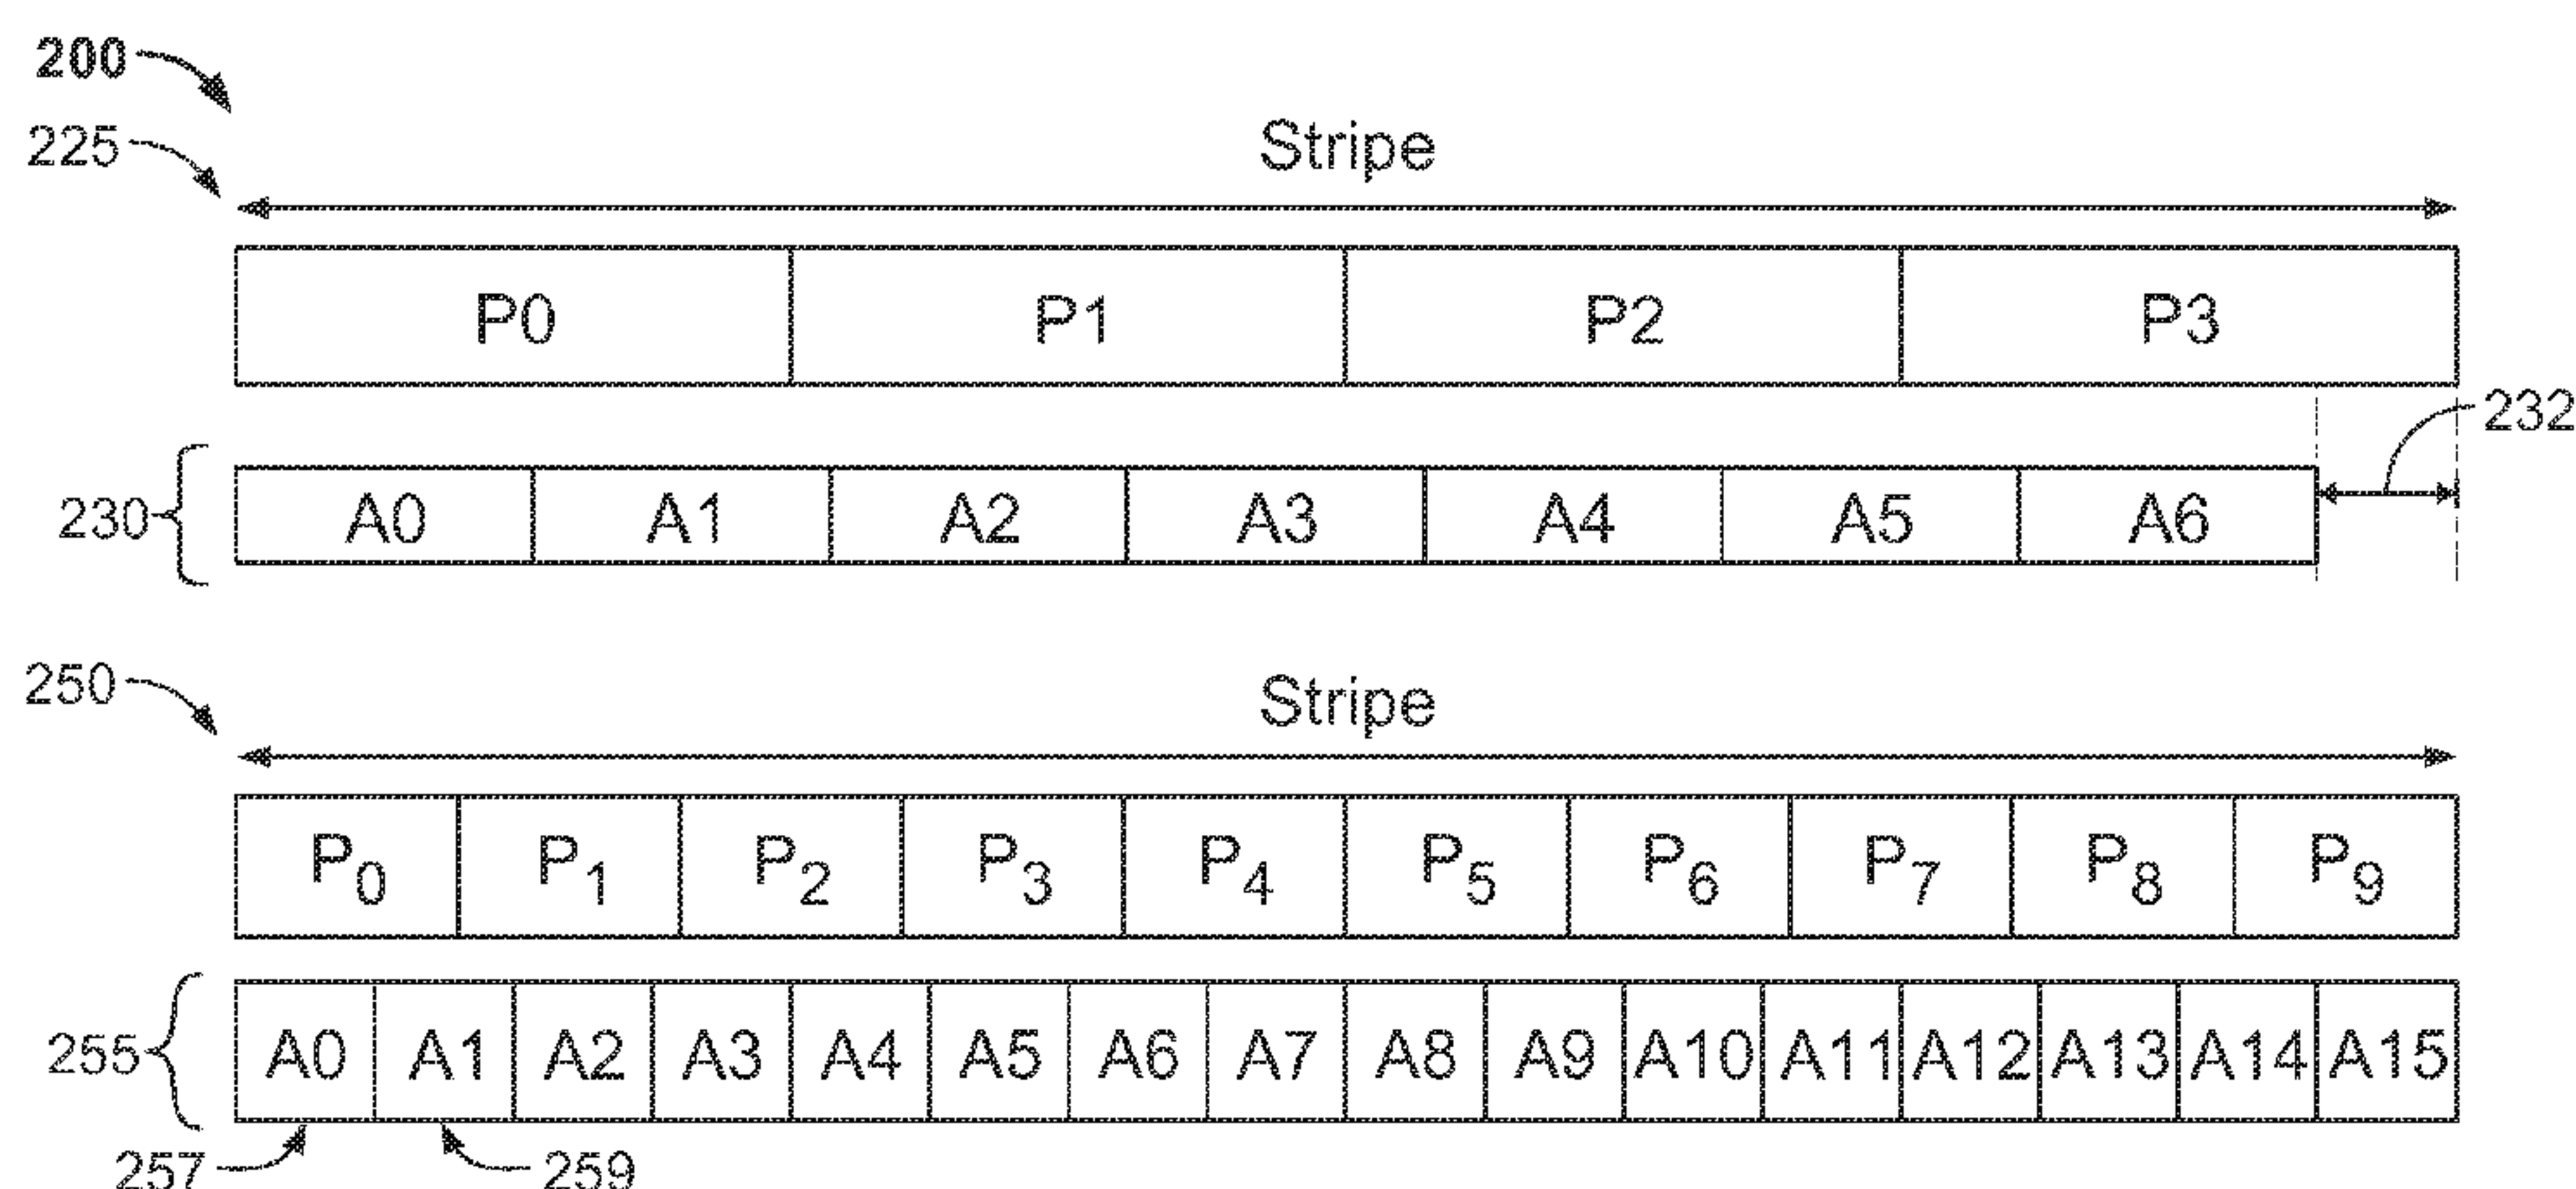 200
225
Stripe
P0 P1 P2 P3
232
230 A0 A1 A2 A3 A4 A5 A6
250
Stripe
P0 P1 P2 P3 P4 P5 P6 P7 P8 P9
255 A0 A1 A2 A3 A4 A5 A6 A7 A8 A9 A10 A11 A12 A13 A14 A15
257 259